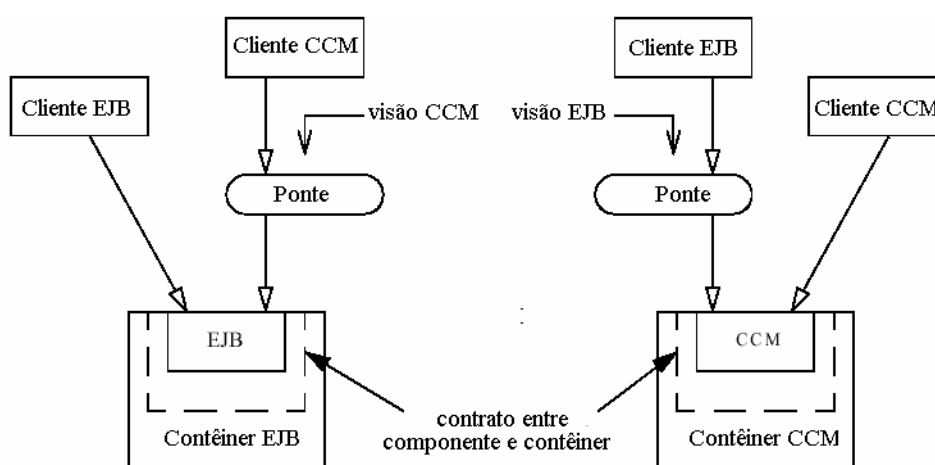 Cliente CCM
Cliente EJB
Cliente EJB
Cliente CCM
visão CCM
visão EJB
Ponte
Ponte
EJB
CCM
contrato entre
componente e contêiner
Contêiner EJB
Contêiner CCM